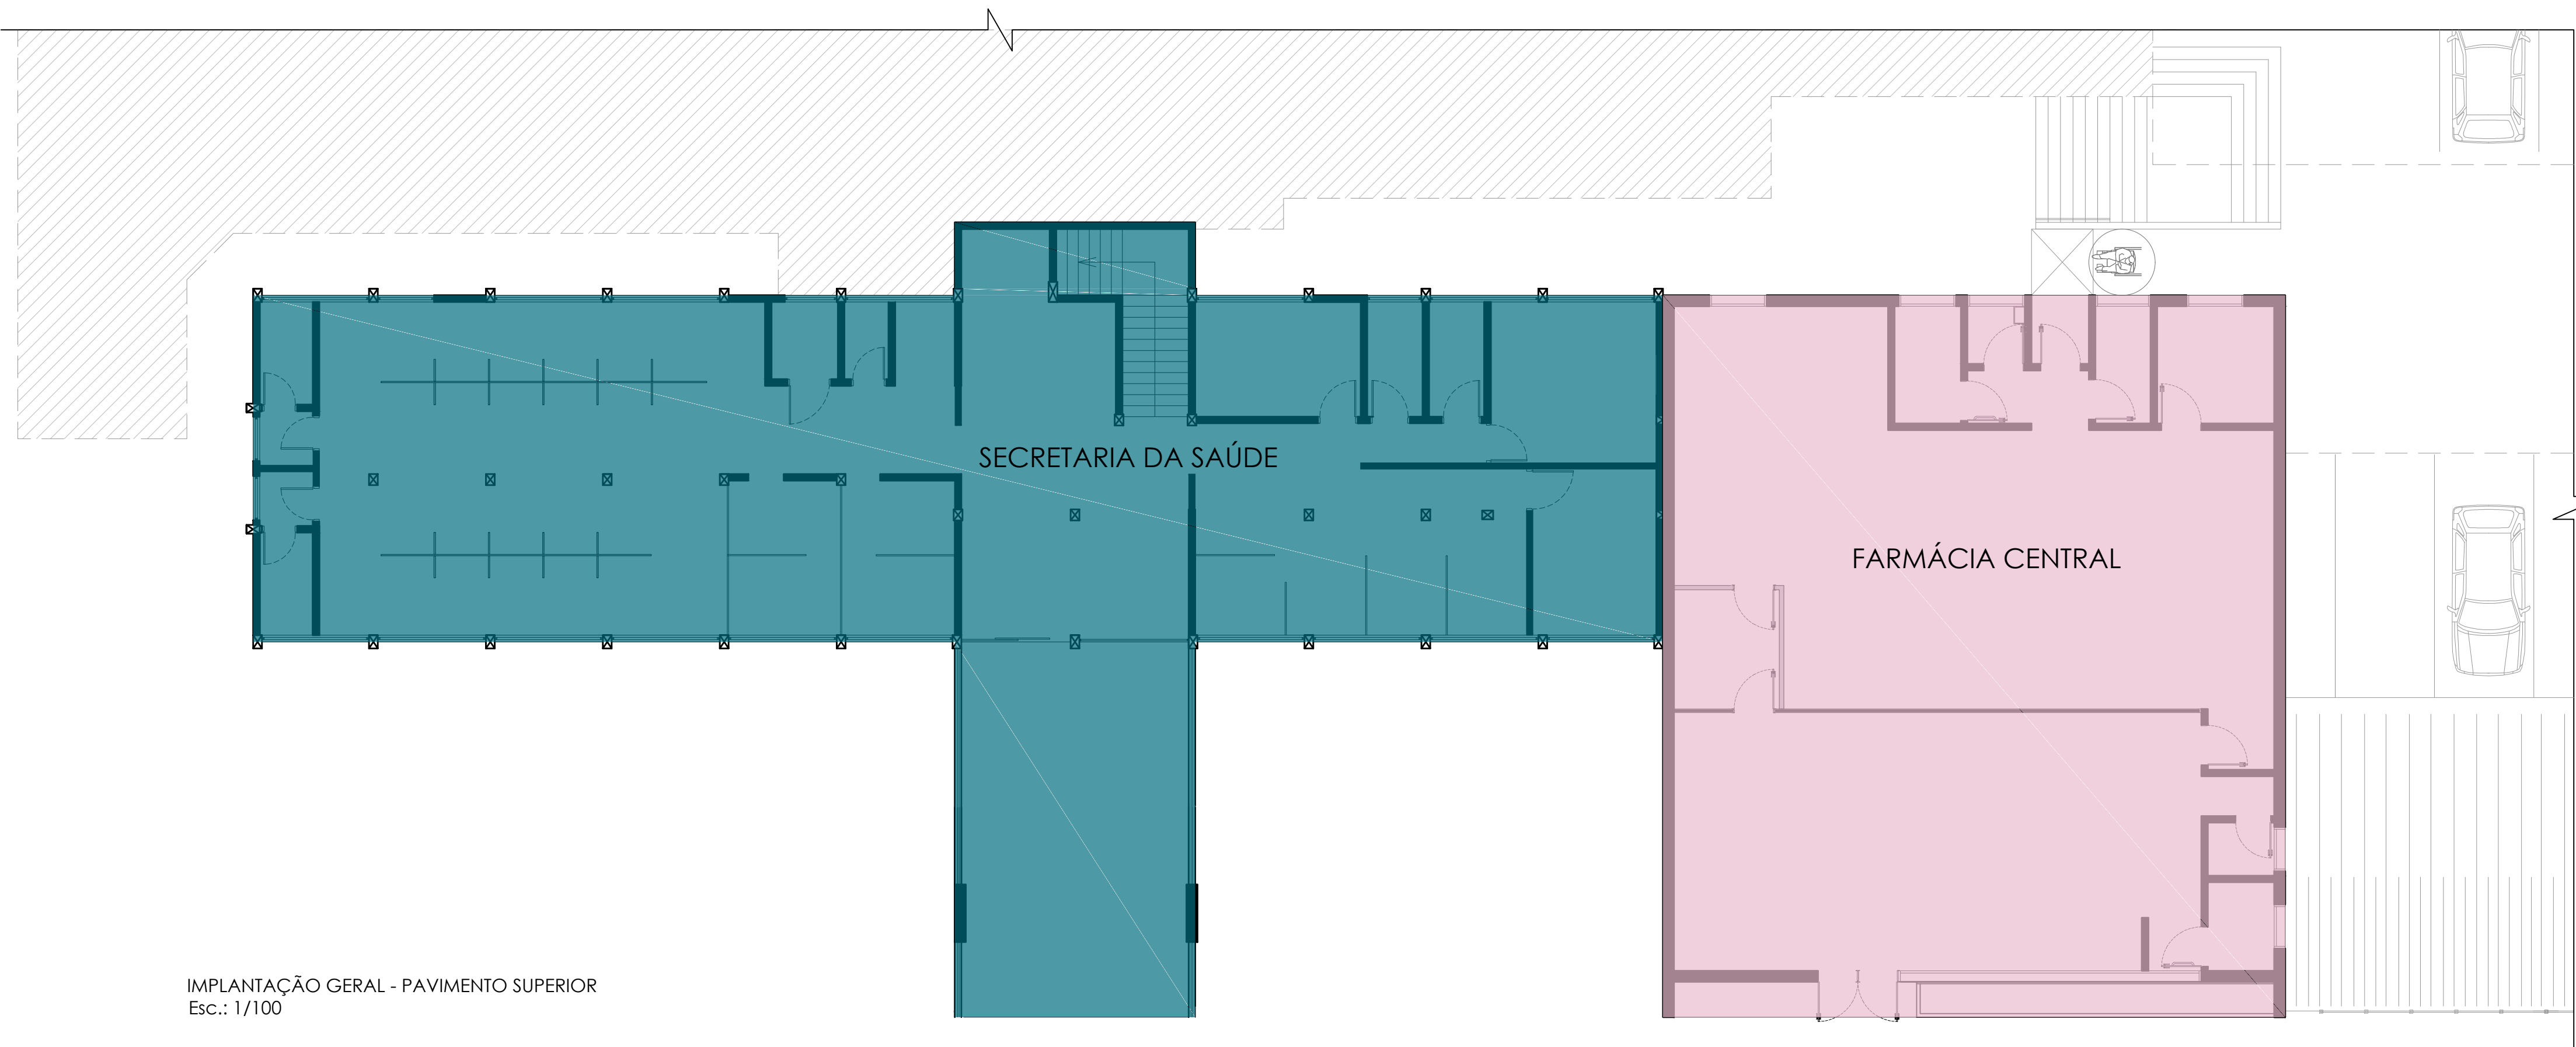 SECRETARIA DA SAÚDE
FARMÁCIA CENTRAL
IMPLANTAÇÃO GERAL - PAVIMENTO SUPERIOR
Esc.: 1/100